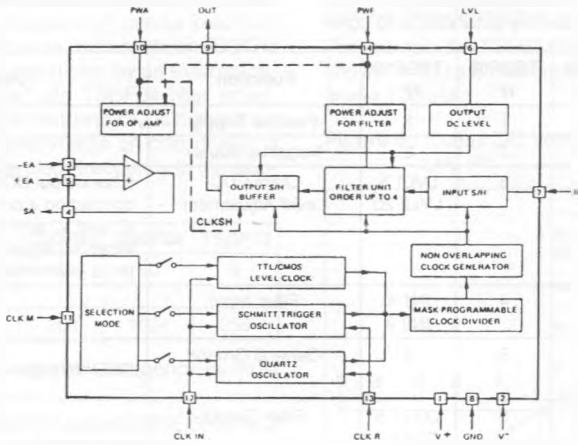 PWA
OUT
PWF
LVL
10
9
14
6
POWER ADJUST
FOR OP. AMP
POWER ADJUST
FOR FILTER
OUTPUT
DC LEVEL
-EA
3
+EA
5
SA
4
-
+
OUTPUT S/H
BUFFER
FILTER UNIT
ORDER UP TO 4
INPUT S/H
7
CLKSH
NON OVERLAPPING
CLOCK GENERATOR
TTL/CMOS
LEVEL CLOCK
CLK M
11
SELECTION
MODE
SCHMITT TRIGGER
OSCILLATOR
MASK PROGRAMMABLE
CLOCK DIVIDER
QUARTZ
OSCILLATOR
12
13
1
8
2
CLK IN
CLK R
V+
GND
V-